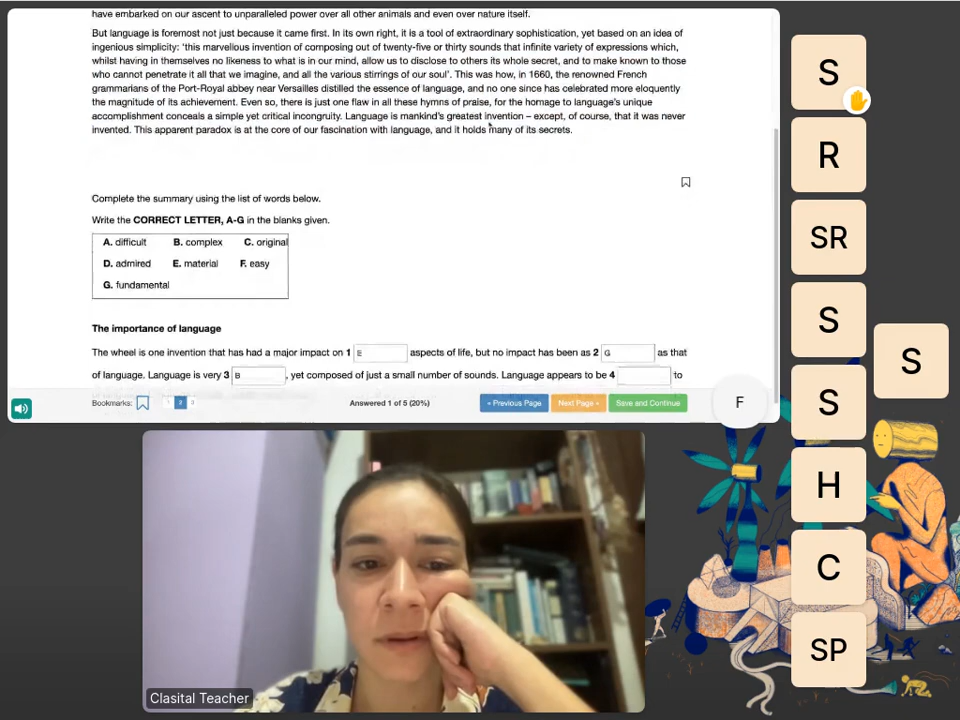 have embarked on our ascent to unparalleled power over all other animals and even over nature itself.
But language is foremost not just because it came first. In its own right, it is a tool of extraordinary sophistication, yet based on an idea of
ingenious simplicity: 'this marvellous invention of composing out of twenty-five or thirty sounds that infinite variety of expressions which,
whilst having in themselves no likeness to what is in our mind, allow us to disclose to others its whole secret, and to make known to those
who cannot penetrate it all that we imagine, and all the various stirrings of our soul'. This was how, in 1660, the renowned French
grammarians of the Port-Royal abbey near Versailles distilled the essence of language, and no one since has celebrated more eloquently
the magnitude of its achievement. Even so, there is just one flaw in all these hymns of praise, for the homage to language's unique
accomplishment conceals a simple yet critical incongruity. Language is mankind's greatest invention – except, of course, that it was never
invented. This apparent paradox is at the core of our fascination with language, and it holds many of its secrets.
Complete the summary using the list of words below.
Write the CORRECT LETTER, A-G in the blanks given.
A. difficult B. complex C. original
D. admired E. material F. easy
G. fundamental
The importance of language
The wheel is one invention that has had a major impact on 1 E aspects of life, but no impact has been as 2 G as that
of language. Language is very 3 B , yet composed of just a small number of sounds. Language appears to be 4 to
Bookmarks: 1 2 3 Answered 1 of 5 (20%) « Previous Page Next Page » Save and Continue
F
S
R
SR
S
S
S
H
C
SP
Clasital Teacher